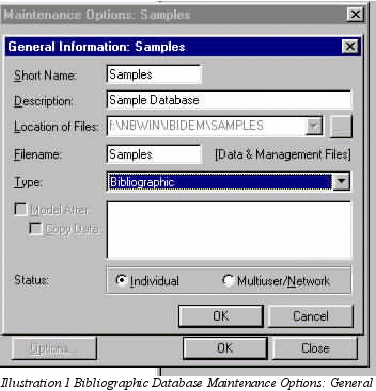 Maintenance Options: Samples
General Information: Samples
Short Name: Samples
Description: Sample Database
Location of Files: I:\NBWIN\BIDEM\SAMPLES
Filename: Samples [Data & Management Files]
Type: Bibliographic
Model After:
Copy Data
Status: Individual Multiuser/Network
OK Cancel
Options... OK Close
Illustration 1 Bibliographic Database Maintenance Options: General